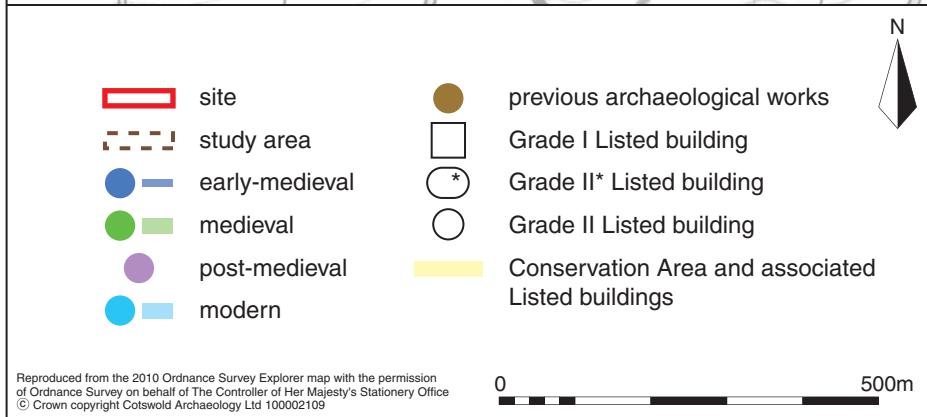 N
site
study area
early-medieval
medieval
post-medieval
modern
previous archaeological works
Grade I Listed building
*
Grade II* Listed building
Grade II Listed building
Conservation Area and associated
Listed buildings
Reproduced from the 2010 Ordnance Survey Explorer map with the permission
of Ordnance Survey on behalf of The Controller of Her Majesty's Stationery Office
© Crown copyright Cotswold Archaeology Ltd 100002109
0 500m